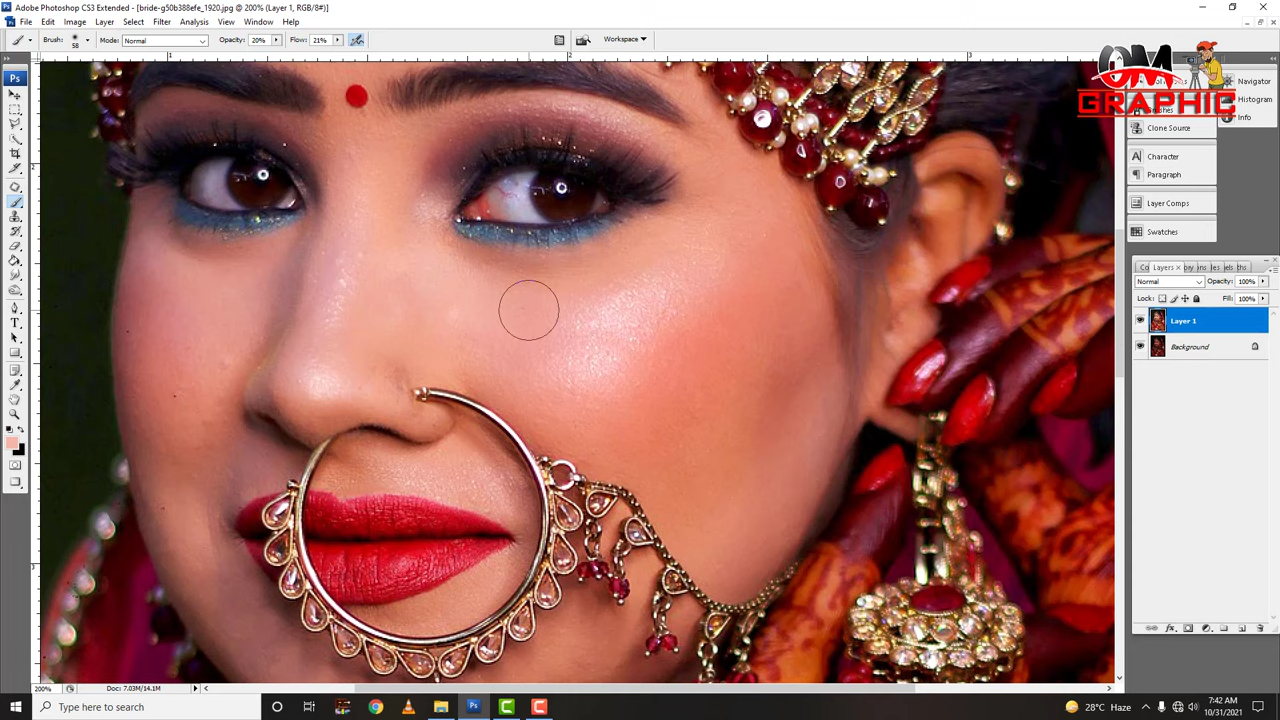 Adobe Photoshop CS3 Extended - [bride-g50b388efe_1920.jpg @ 200% (Layer 1, RGB/8#)]
File Edit Image Layer Select Filter Analysis View Window Help
Brush: 58 Mode: Normal Opacity: 20% Flow: 21% Workspace
OM
GRAPHIC
Navigator
Histogram
Info
Clone Source
Character
Paragraph
Layer Comps
Swatches
Layers
Normal Opacity: 100%
Lock: Fill: 100%
Layer 1
Background
200% Doc: 7.03M/14.1M
Type here to search
28°C Haze
7:42 AM
10/31/2021